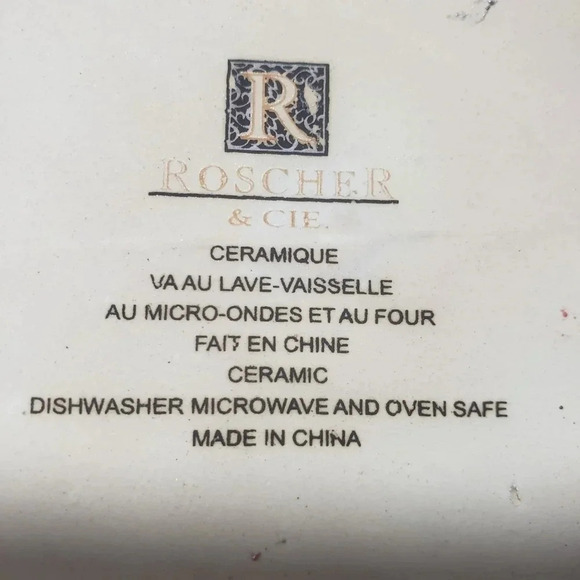 R
ROSCHER
& CIE.
CERAMIQUE
VA AU LAVE-VAISSELLE
AU MICRO-ONDES ET AU FOUR
FAIT EN CHINE
CERAMIC
DISHWASHER MICROWAVE AND OVEN SAFE
MADE IN CHINA